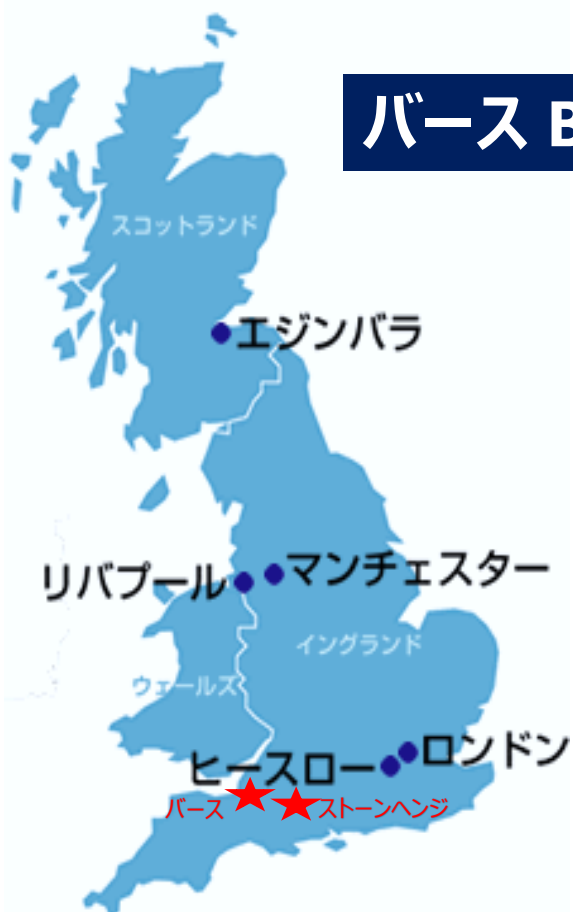 バース B
スコットランド
エジンバラ
リバプール
マンチェスター
イングランド
ウェールズ
ロンドン
ヒースロー
バース
ストーンヘンジ